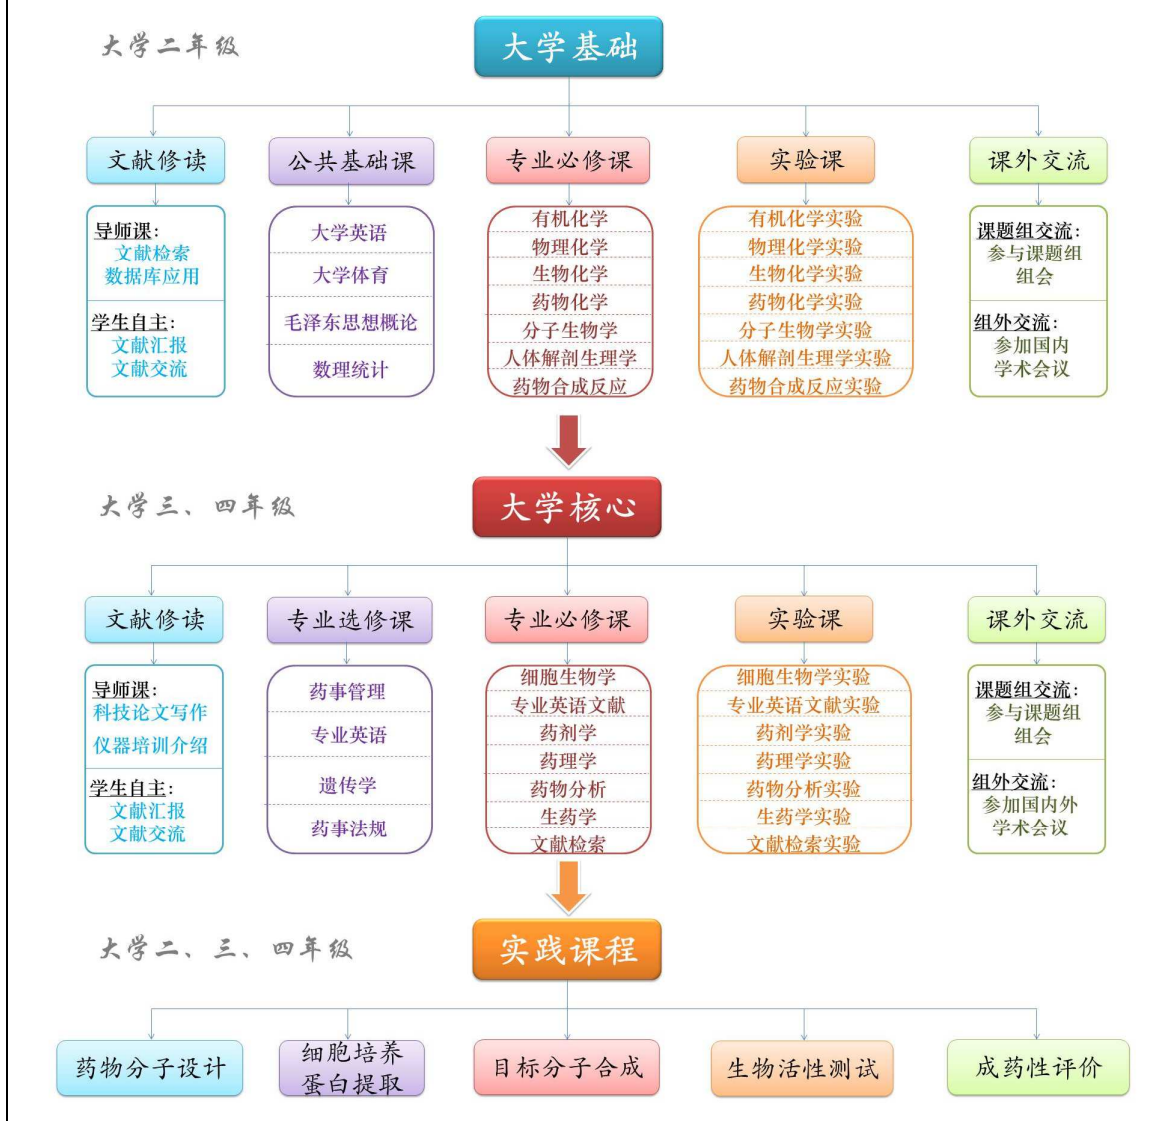 大学二年级
大学基础
文献修读
公共基础课
专业必修课
实验课
课外交流
导师课：
文献检索
数据库应用
学生自主：
文献汇报
文献交流
大学英语
大学体育
毛泽东思想概论
数理统计
有机化学
物理化学
生物化学
药物化学
分子生物学
人体解剖生理学
药物合成反应
有机化学实验
物理化学实验
生物化学实验
药物化学实验
分子生物学实验
人体解剖生理学实验
药物合成反应实验
课题组交流：
参与课题组
组会
组外交流：
参加国内
学术会议
大学三、四年级
大学核心
文献修读
专业选修课
专业必修课
实验课
课外交流
导师课：
科技论文写作
仪器培训介绍
学生自主：
文献汇报
文献交流
药事管理
专业英语
遗传学
药事法规
细胞生物学
专业英语文献
药剂学
药理学
药物分析
生药学
文献检索
细胞生物学实验
专业英语文献实验
药剂学实验
药理学实验
药物分析实验
生药学实验
文献检索实验
课题组交流：
参与课题组
组会
组外交流：
参加国内外
学术会议
大学二、三、四年级
实践课程
药物分子设计
细胞培养
蛋白提取
目标分子合成
生物活性测试
成药性评价